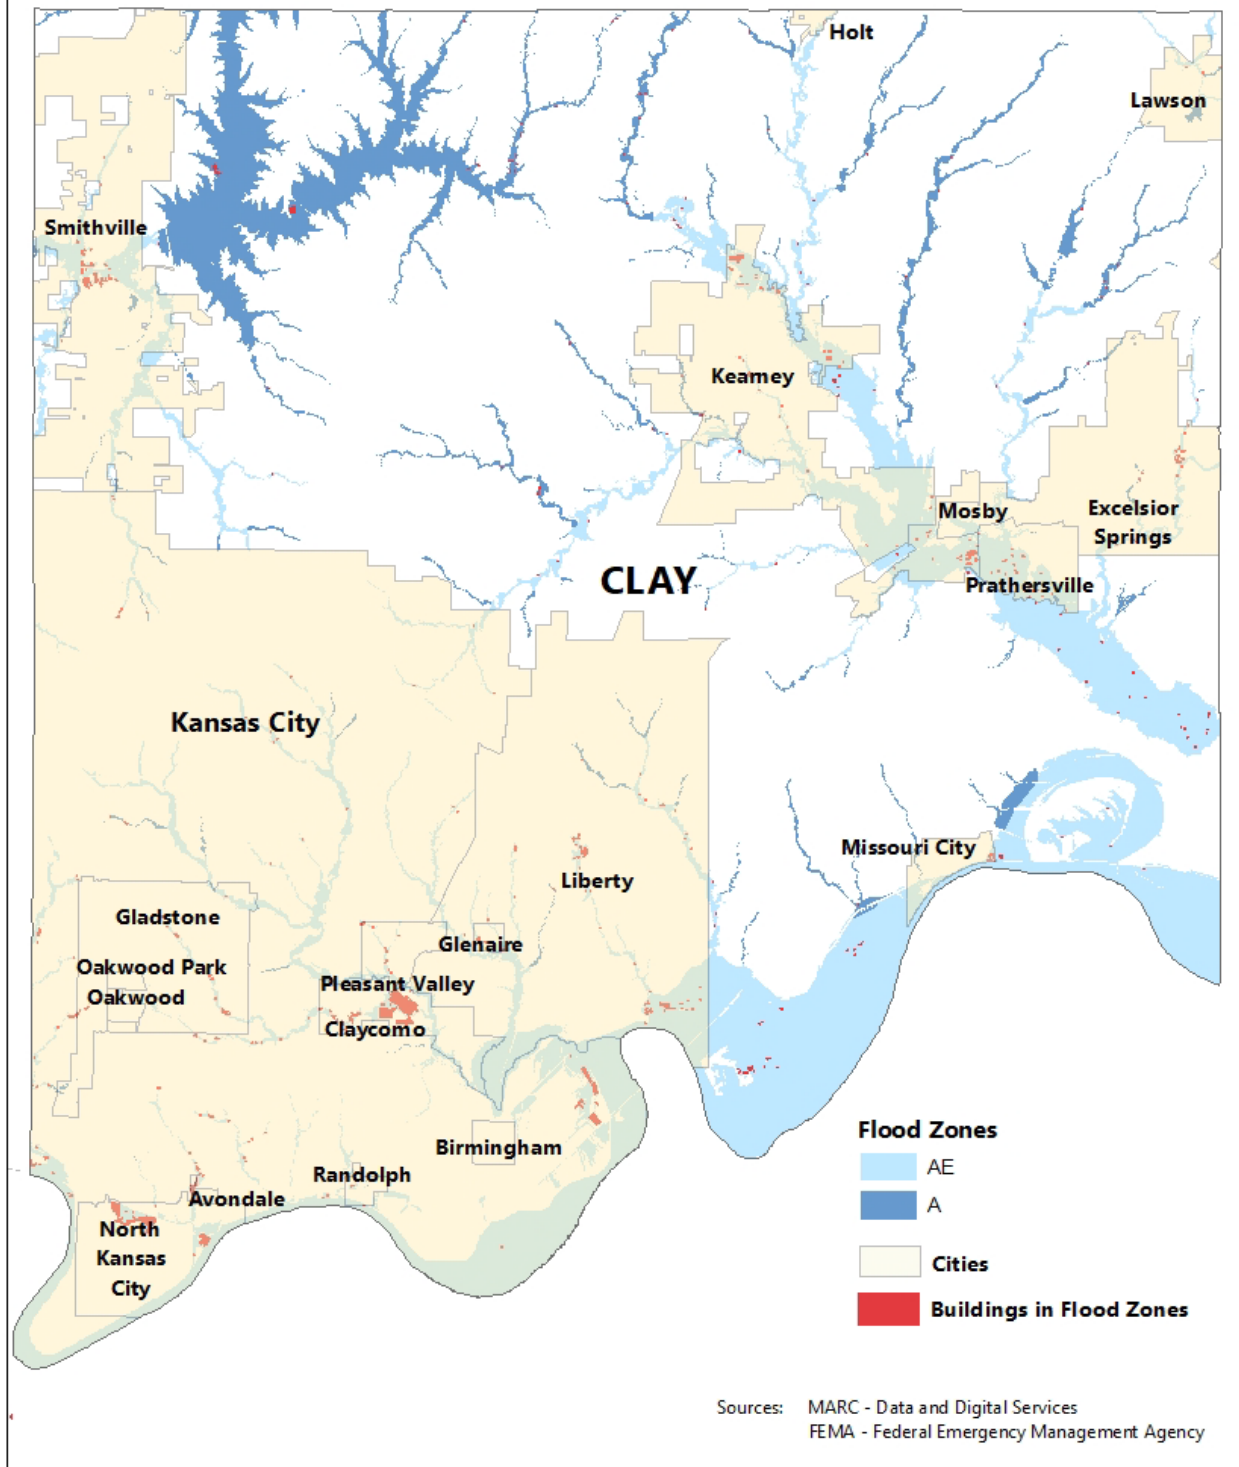 Holt
Lawson
Smithville
Kearney
Mosby
Excelsior
Springs
CLAY
Prathersville
Kansas City
Missouri City
Liberty
Gladstone
Glenaire
Oakwood Park
Oakwood
Pleasant Valley
Claycomo
Birmingham
Randolph
Avondale
North
Kansas
City
Flood Zones
AE
A
Cities
Buildings in Flood Zones
Sources: MARC - Data and Digital Services
FEMA - Federal Emergency Management Agency